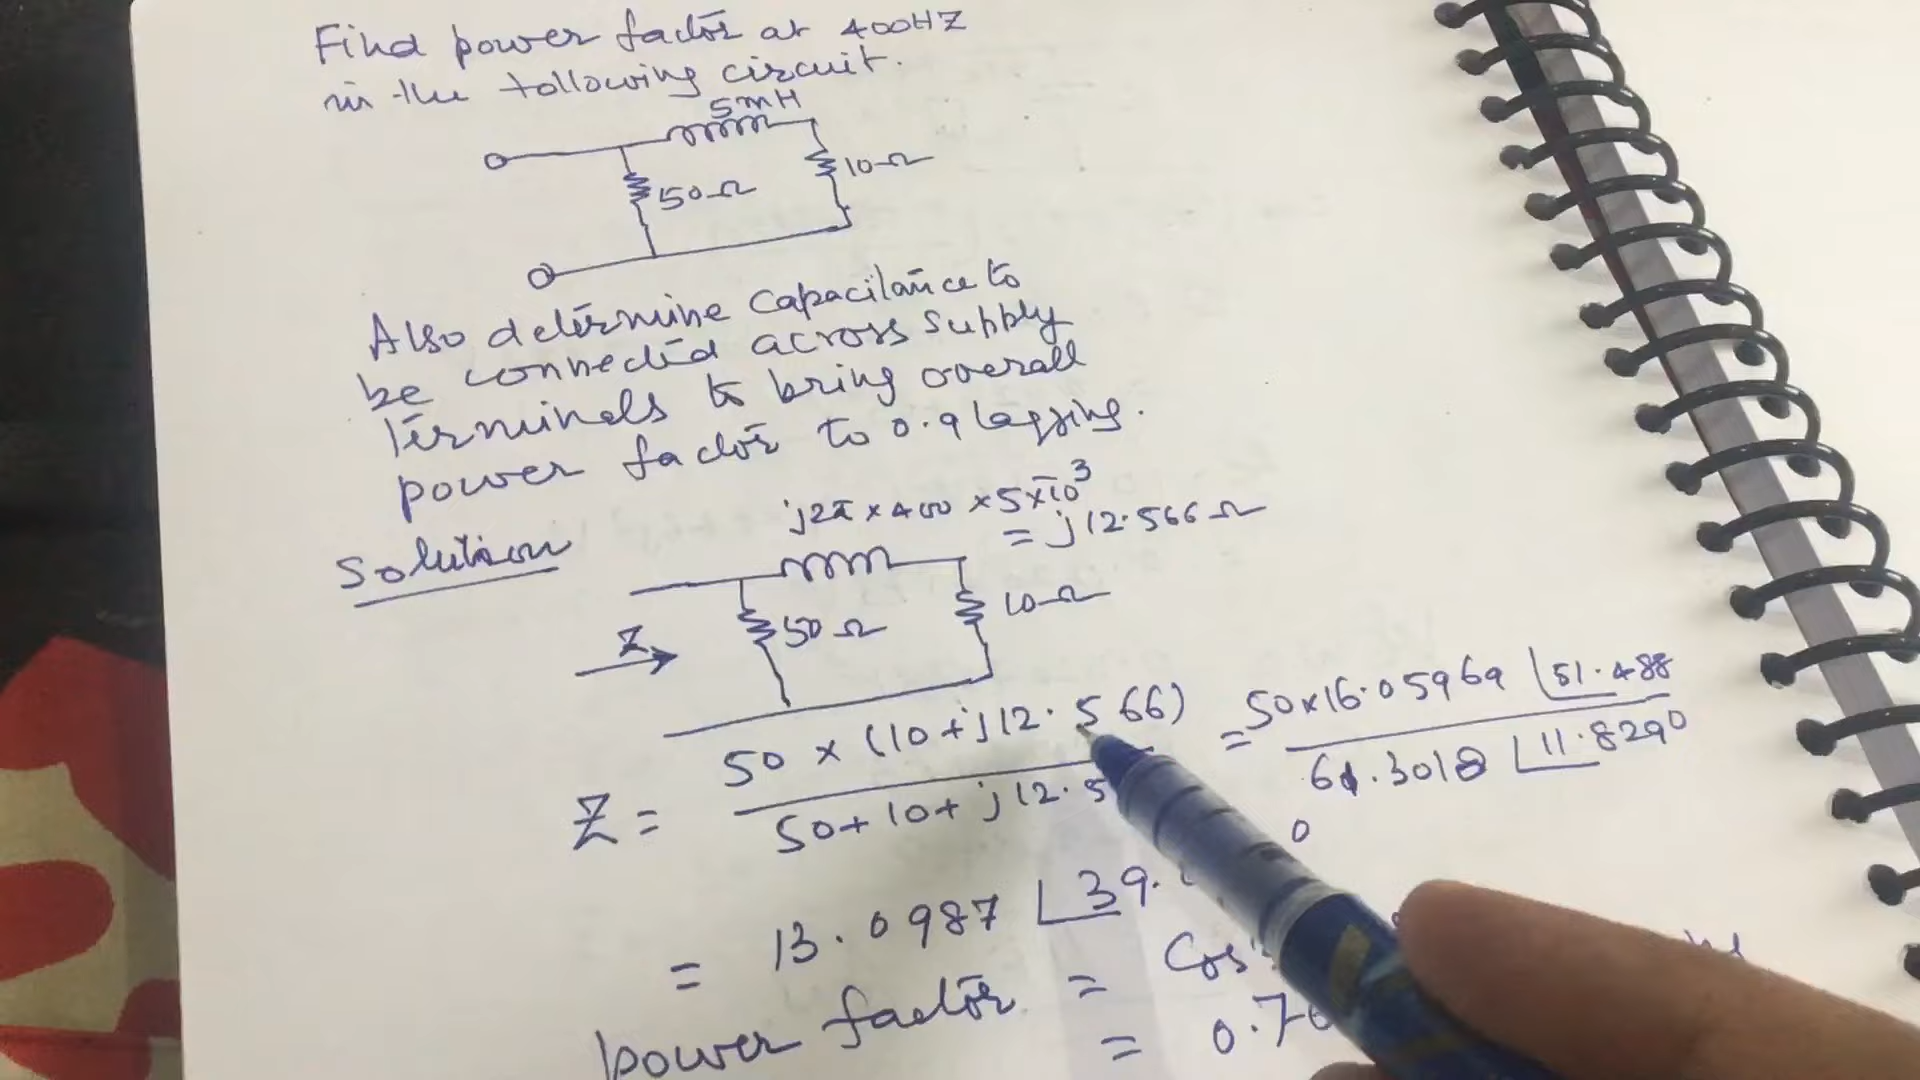 Find power factor at 400HZ
in the following circuit.
5mH
10Ω
50Ω
Also determine capacitance to
be connected across supply
terminals to bring overall
power factor to 0.9 lagging.
j2π × 400 × 5×10⁻³
= j12.566Ω
Solution
10Ω
50Ω
Z
Z = 50 × (10+j12.566) / 50+10+j12.5 = 50×16.05969 ∠51.488 / 61.3018 ∠11.829°
= 13.0987 ∠39.
power factor = Cos
= 0.76